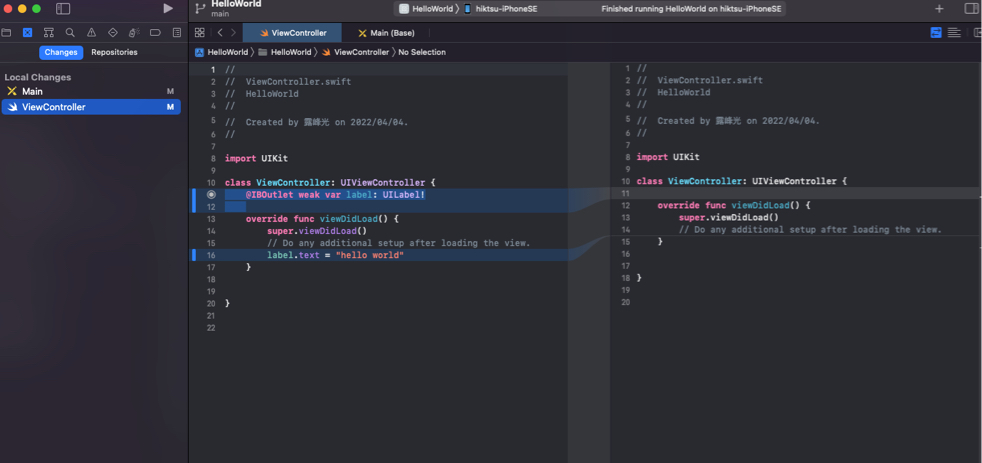 HelloWorld
main
HelloWorld
hiktsu-iPhoneSE
Finished running HelloWorld on hiktsu-iPhoneSE
ViewController
Main (Base)
Changes
Repositories
HelloWorld
HelloWorld
ViewController
No Selection
Local Changes
Main M
ViewController M
1 //
2 //  ViewController.swift
3 //  HelloWorld
4 //
5 //  Created by 露峰光 on 2022/04/04.
6 //
7
8 import UIKit
9
10 class ViewController: UIViewController {
@IBOutlet weak var label: UILabel!
12
13 override func viewDidLoad() {
14 super.viewDidLoad()
15 // Do any additional setup after loading the view.
16 label.text = "hello world"
17 }
18
19
20 }
21
22
1 //
2 //  ViewController.swift
3 //  HelloWorld
4 //
5 //  Created by 露峰光 on 2022/04/04.
6 //
7
8 import UIKit
9
10 class ViewController: UIViewController {
11
12 override func viewDidLoad() {
13 super.viewDidLoad()
14 // Do any additional setup after loading the view.
15 }
16
17
18 }
19
20